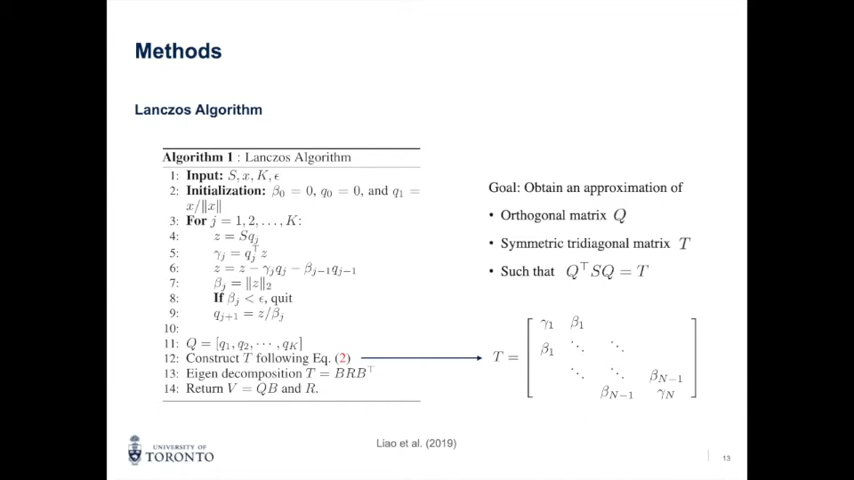 Methods
Lanczos Algorithm
Algorithm 1 : Lanczos Algorithm
1: Input: S, x, K, ϵ
2: Initialization: β₀ = 0, q₀ = 0, and q₁ =
x/‖x‖
3: For j = 1, 2, . . . , K:
4: z = Sqⱼ
5: γⱼ = qⱼ^⊤ z
6: z = z − γⱼqⱼ − βⱼ₋₁qⱼ₋₁
7: βⱼ = ‖z‖₂
8: If βⱼ < ϵ, quit
9: qⱼ₊₁ = z/βⱼ
10:
11: Q = [q₁, q₂, ⋯ , q_K]
12: Construct T following Eq. (2)
13: Eigen decomposition T = BRB^⊤
14: Return V = QB and R.
Goal: Obtain an approximation of
• Orthogonal matrix Q
• Symmetric tridiagonal matrix T
• Such that Q^⊤SQ = T
γ₁ β₁
T = β₁ ⋱ ⋱
⋱ ⋱ β_{N−1}
β_{N−1} γ_N
UNIVERSITY OF
TORONTO
Liao et al. (2019)
13